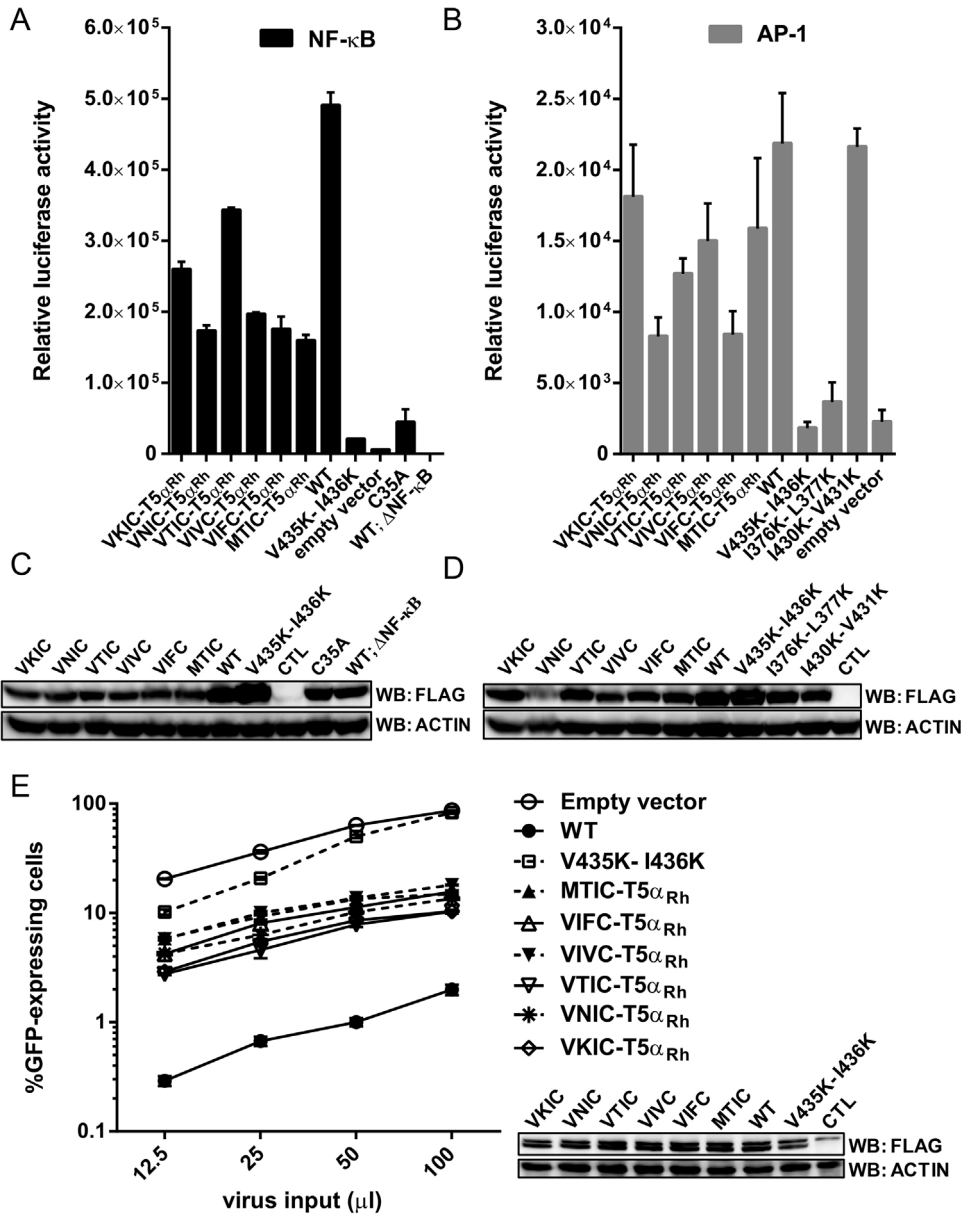 A
NF-κB
Relative luciferase activity
6.0×10⁵
5.0×10⁵
4.0×10⁵
3.0×10⁵
2.0×10⁵
1.0×10⁵
0
VKIC-T5αRh
VNIC-T5αRh
VTIC-T5αRh
VIVC-T5αRh
VIFC-T5αRh
MTIC-T5αRh
WT
V435K- I436K
empty vector
C35A
WT; ΔNF-κB
B
AP-1
Relative luciferase activity
2.5×10⁴
2.0×10⁴
1.5×10⁴
1.0×10⁴
5.0×10³
0
VKIC-T5αRh
VNIC-T5αRh
VTIC-T5αRh
VIVC-T5αRh
VIFC-T5αRh
MTIC-T5αRh
WT
V435K- I436K
I376K- L377K
I430K- V431K
empty vector
C
VKIC
VNIC
VTIC
VIVC
VIFC
MTIC
WT
V435K- I436K
CTL
C35A
WT; ΔNF-κB
WB: FLAG
WB: ACTIN
D
VKIC
VNIC
VTIC
VIVC
VIFC
MTIC
WT
V435K- I436K
I376K- L377K
I430K- V431K
CTL
WB: FLAG
WB: ACTIN
E
%GFP-expressing cells
100
10
1
0.1
12.5
25
50
100
virus input (μl)
Empty vector
WT
V435K- I436K
MTIC-T5αRh
VIFC-T5αRh
VIVC-T5αRh
VTIC-T5αRh
VNIC-T5αRh
VKIC-T5αRh
VKIC
VNIC
VTIC
VIVC
VIFC
MTIC
WT
V435K- I436K
CTL
WB: FLAG
WB: ACTIN